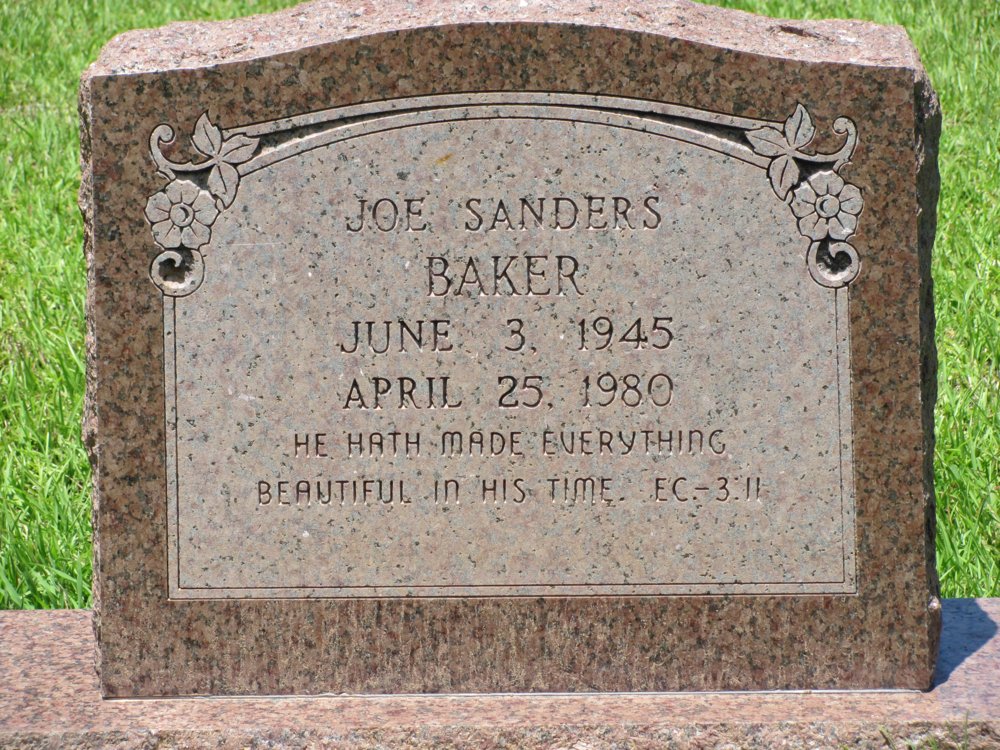 JOE SANDERS
BAKER
JUNE 3, 1945
APRIL 25, 1980
HE HATH MADE EVERYTHING
BEAUTIFUL IN HIS TIME. EC.-3:11